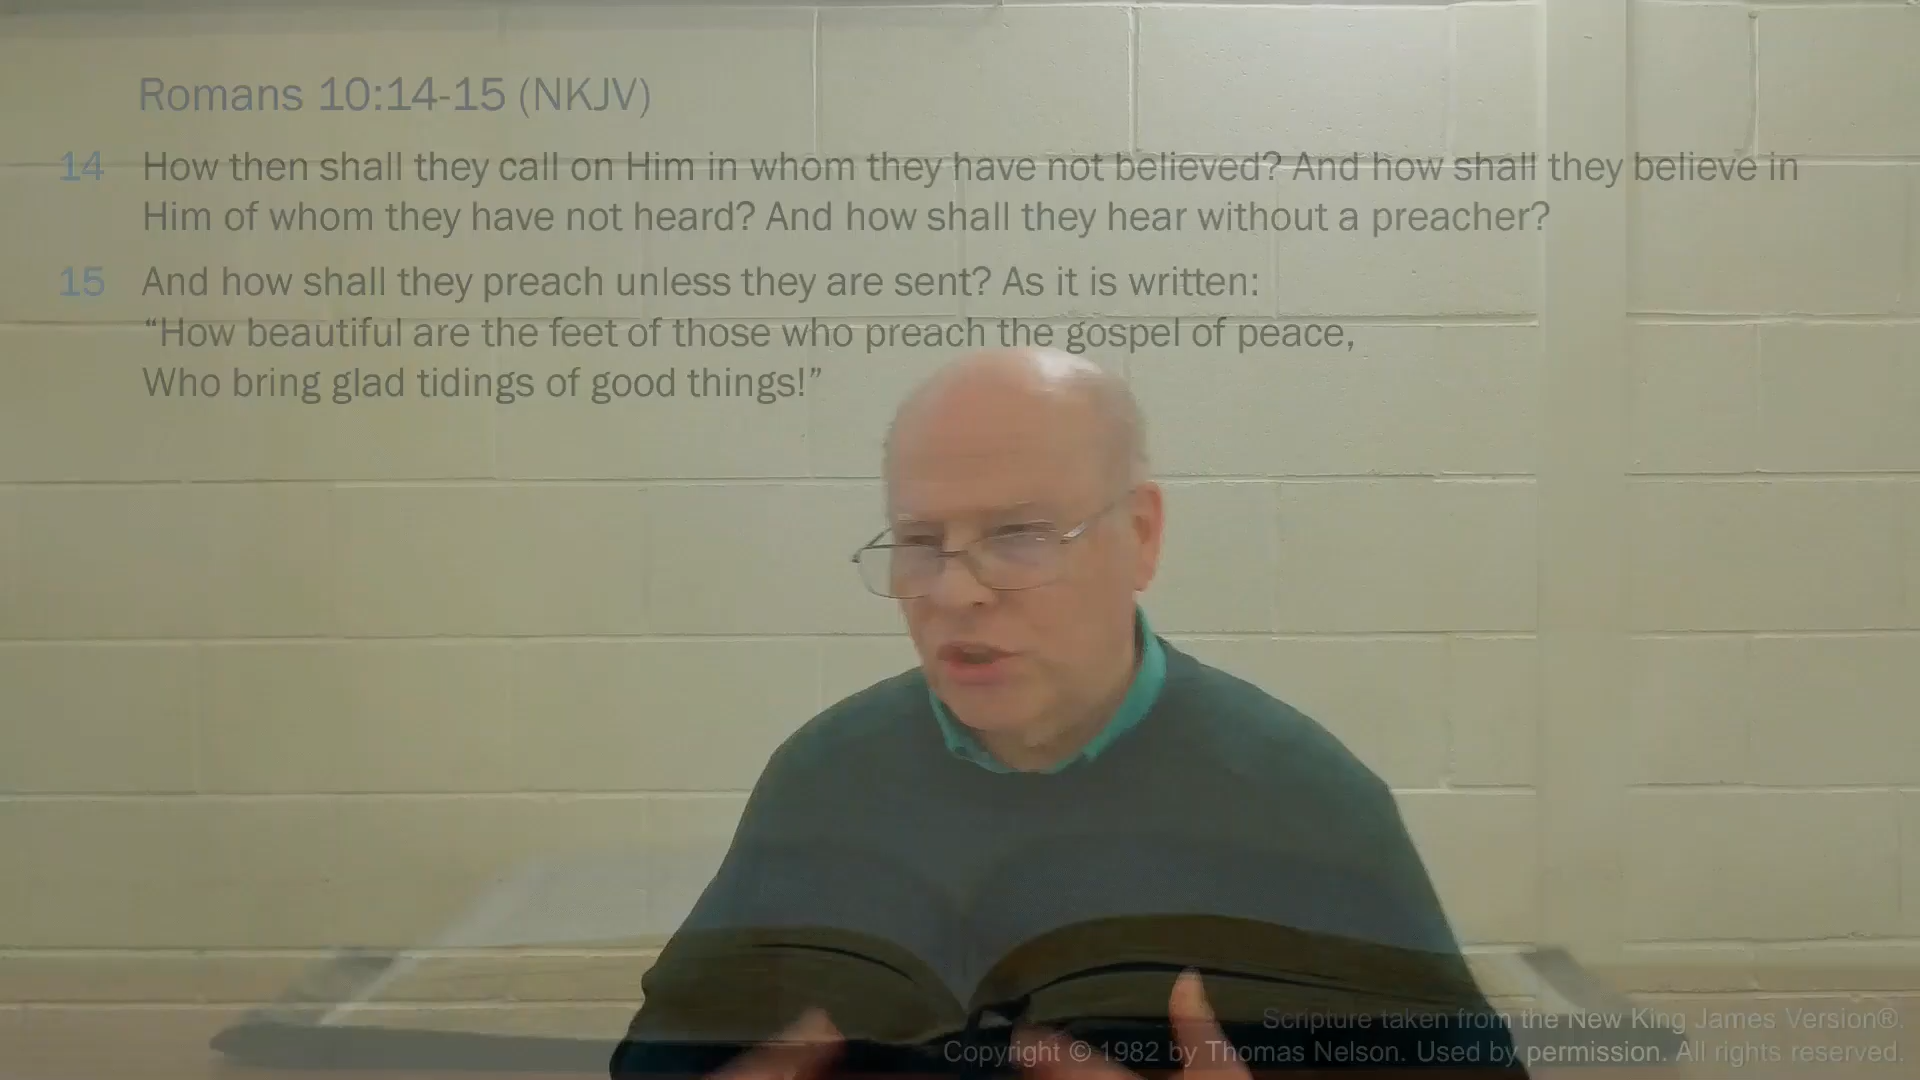 Romans 10:14-15 (NKJV)
14 How then shall they call on Him in whom they have not believed? And how shall they believe in
Him of whom they have not heard? And how shall they hear without a preacher?
15 And how shall they preach unless they are sent? As it is written:
“How beautiful are the feet of those who preach the gospel of peace,
Who bring glad tidings of good things!”
Scripture taken from the New King James Version®.
Copyright © 1982 by Thomas Nelson. Used by permission. All rights reserved.